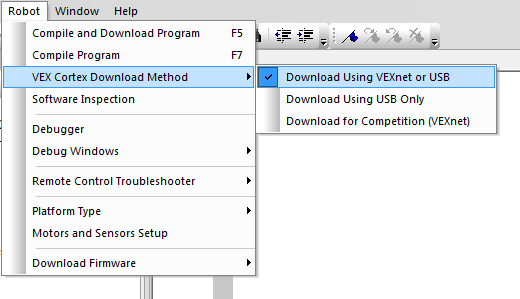 Robot Window Help
Compile and Download Program F5
Compile Program F7
VEX Cortex Download Method
Software Inspection
Debugger
Debug Windows
Remote Control Troubleshooter
Platform Type
Motors and Sensors Setup
Download Firmware
Download Using VEXnet or USB
Download Using USB Only
Download for Competition (VEXnet)